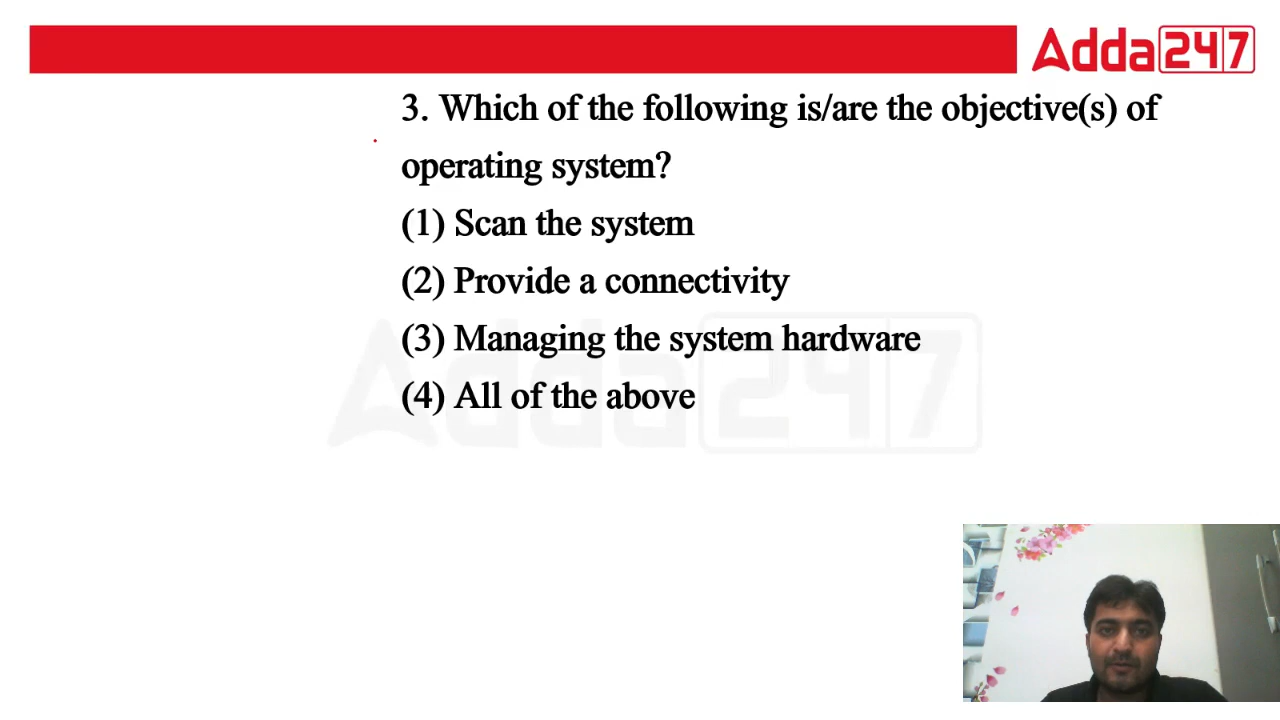 Adda247
3. Which of the following is/are the objective(s) of
operating system?
(1) Scan the system
(2) Provide a connectivity
(3) Managing the system hardware
(4) All of the above
Adda247